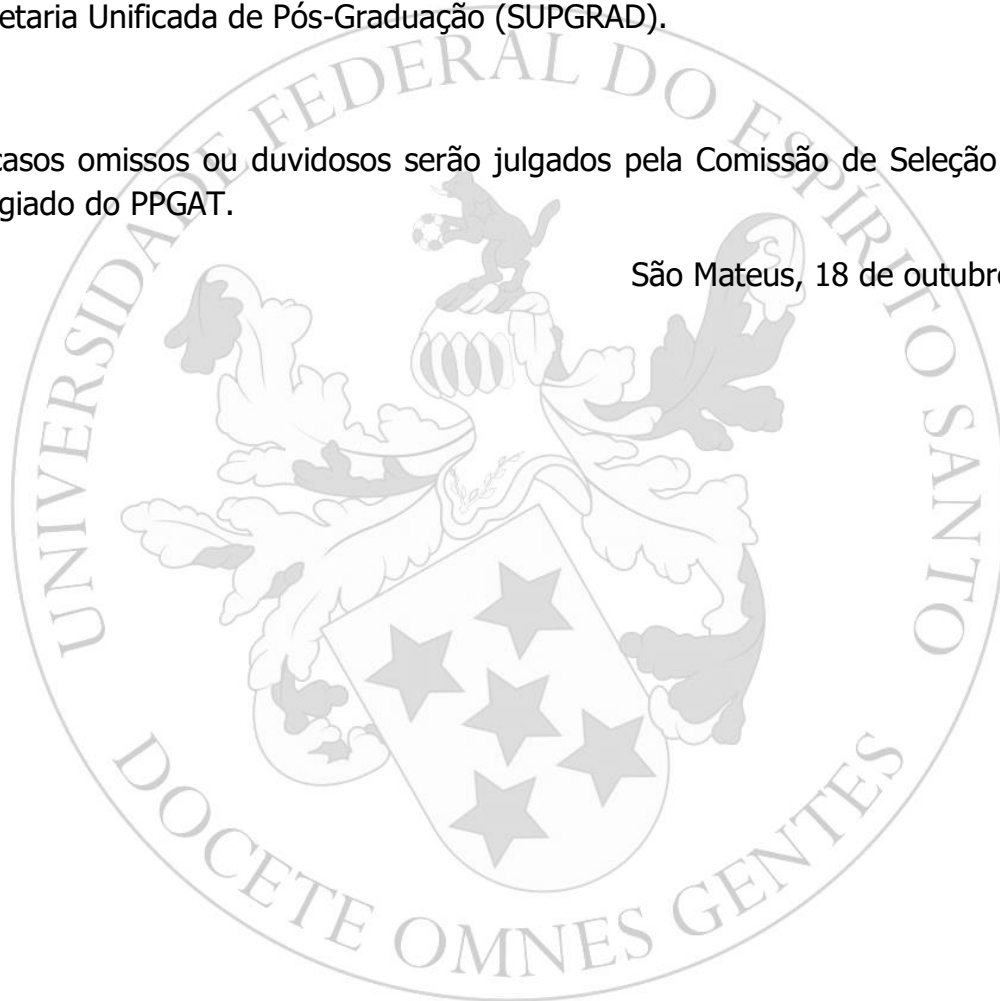 etaria Unificada de Pós-Graduação (SUPGRAD).
casos omissos ou duvidosos serão julgados pela Comissão de Seleção
giado do PPGAT.
São Mateus, 18 de outubr
UNIVERSIDADE FEDERAL DO ESPÍRITO SANTO
DOCETE OMNES GENTES